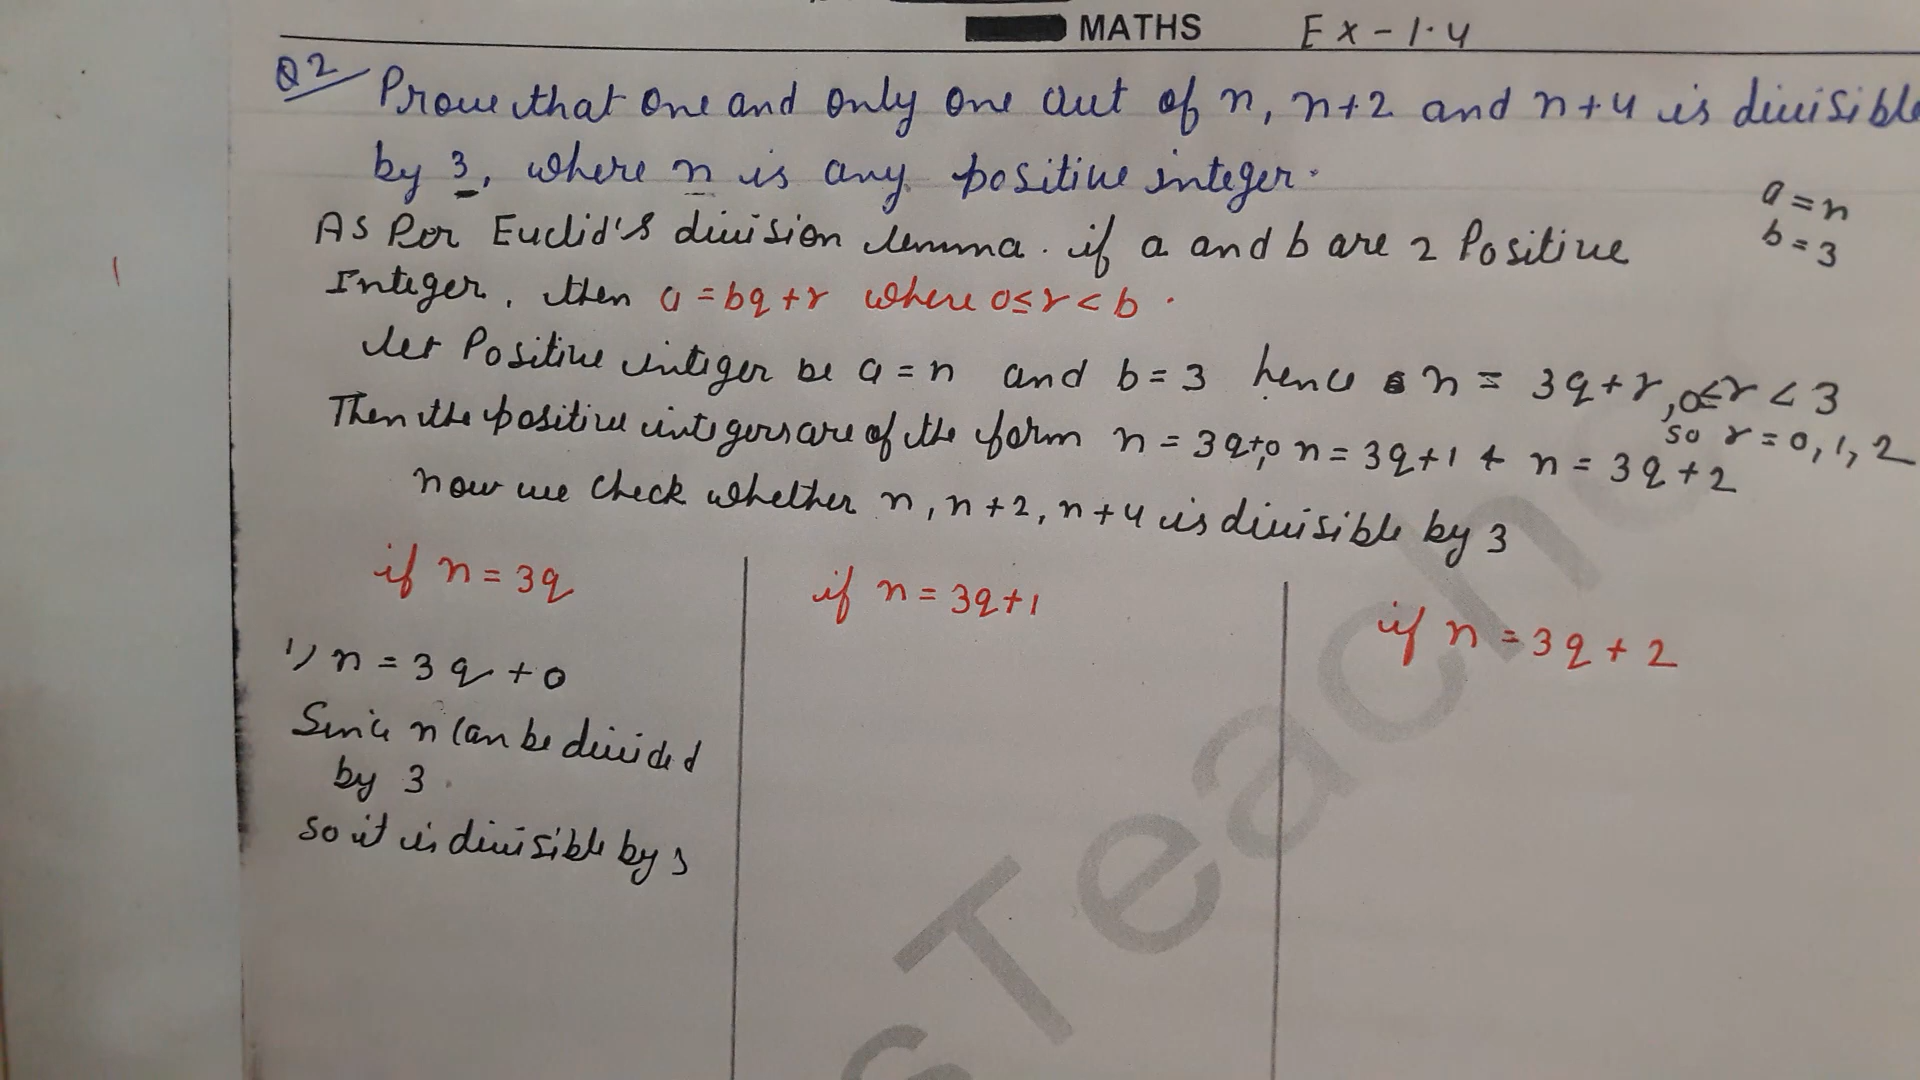 MATHS Ex-1.4
Q2 Prove that one and only one out of n, n+2 and n+4 is divisible
by 3, where n is any positive integer.
a = n
b = 3
As Per Euclid's division lemma. if a and b are 2 Positive
Integer, then a = bq + r where 0≤r<b.
let Positive integer be a = n and b = 3 hence n = 3q + r, 0≤r < 3
so r = 0, 1, 2
Then the positive integers are of the form n = 3q+0, n = 3q+1 & n = 3q + 2
now we check whether n, n+2, n+4 is divisible by 3
if n = 3q
1) n = 3q + 0
Since n can be divided
by 3.
so it is divisible by 3
if n = 3q+1
if n = 3q + 2
sTeach